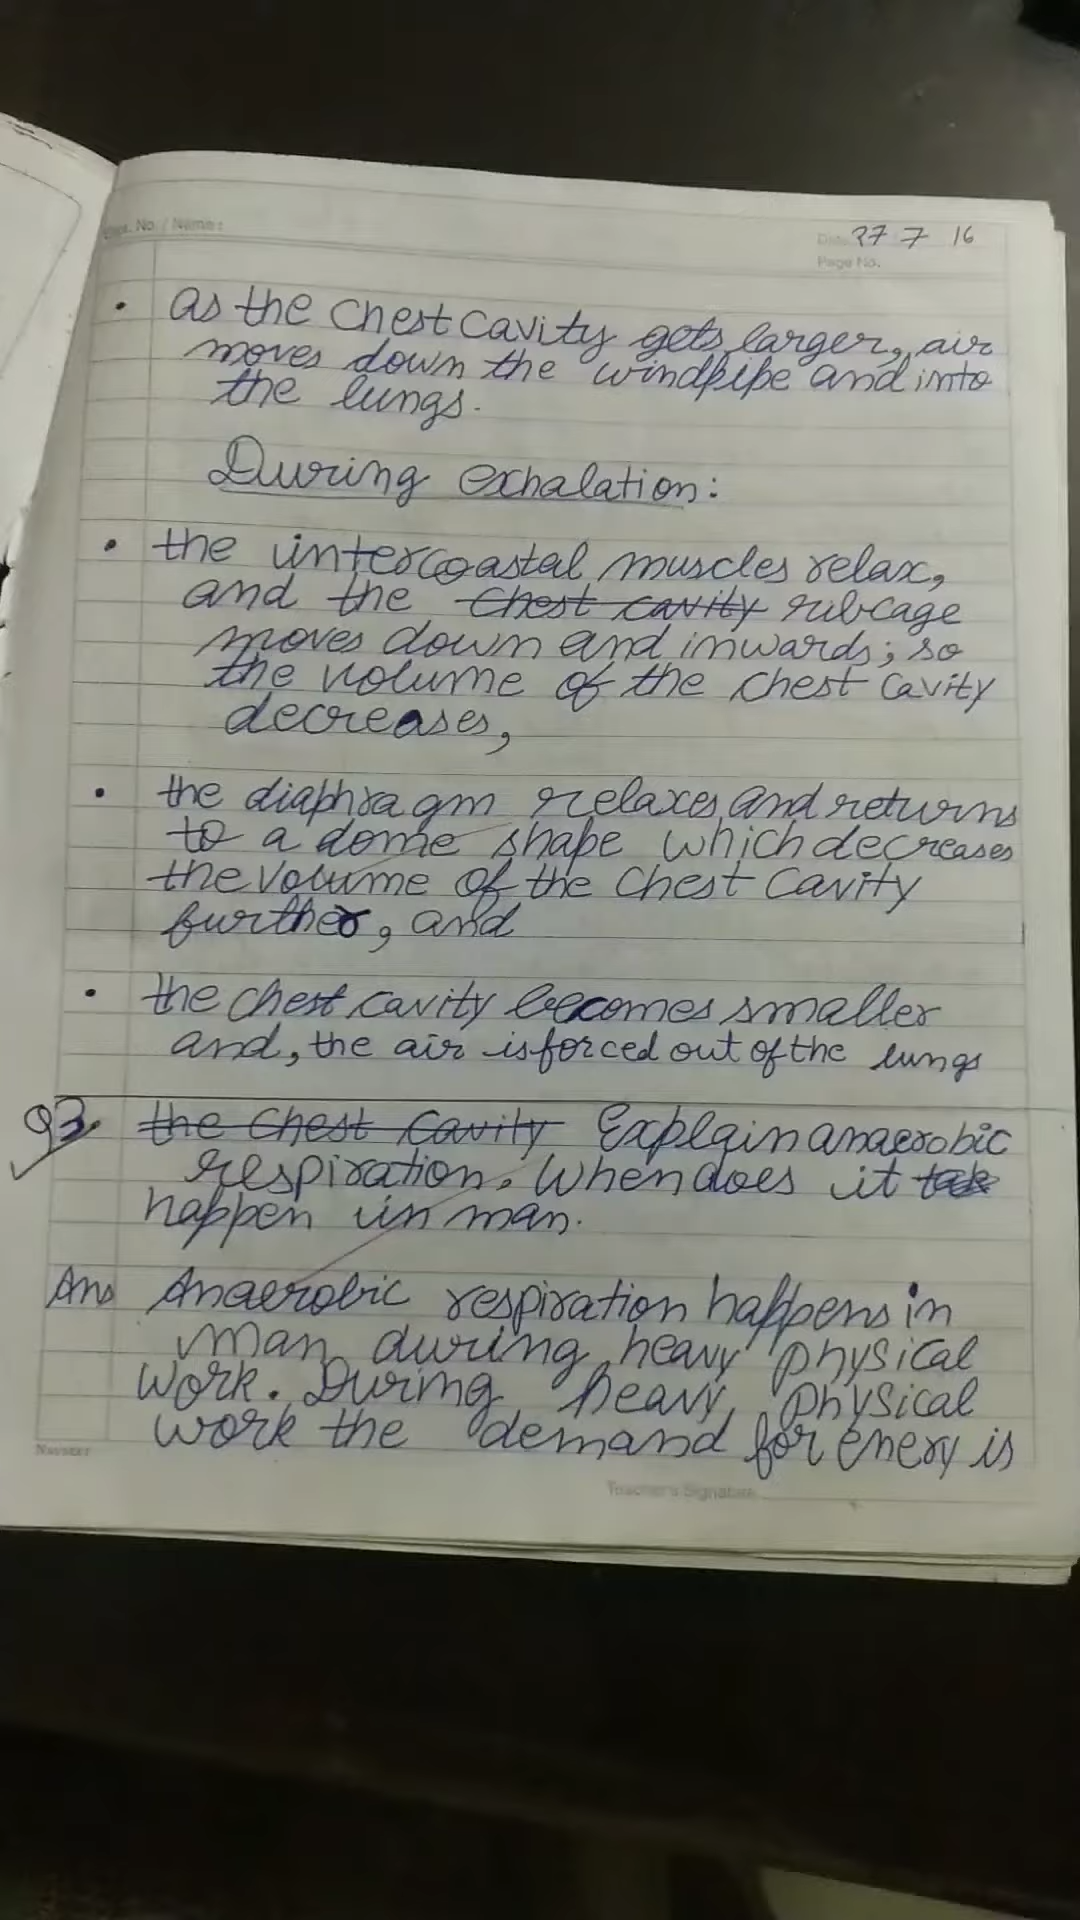 Expt. No. / Name:
Date 27 7 16
Page No.
• as the chest cavity gets larger, air
moves down the windpipe and into
the lungs.
During exhalation:
• the intercoastal muscles relax,
and the chest cavity ribcage
moves down and inwards; so
the volume of the chest cavity
decreases,
• the diaphragm relaxes and returns
to a dome shape which decreases
the volume of the chest cavity
further, and
• the chest cavity becomes smaller
and, the air is forced out of the lungs
Q3 the chest cavity Explain anaerobic
respiration. When does it
happen in man.
Ans Anaerobic respiration happens in
man during heavy physical
work. During heavy physical
work the demand for enery is
Teacher's Signature